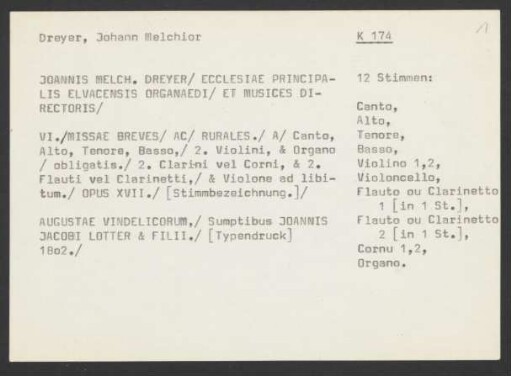 Dreyer, Johann Melchior
K 174
JOANNIS MELCH. DREYER/ ECCLESIAE PRINCIPA-
LIS ELVACENSIS ORGANAEDI/ ET MUSICES DI-
RECTORIS/
VI./MISSAE BREVES/ AC/ RURALES./ A/ Canto,
Alto, Tenore, Basso,/ 2. Violini, & Organo
/ obligatis./ 2. Clarini vel Corni, & 2.
Flauti vel Clarinetti,/ & Violone ad libi-
tum./ OPUS XVII./ [Stimmbezeichnung.]/
AUGUSTAE VINDELICORUM,/ Sumptibus JOANNIS
JACOBI LOTTER & FILII./ [Typendruck]
18o2./
12 Stimmen:
Canto,
Alto,
Tenore,
Basso,
Violino 1,2,
Violoncello,
Flauto ou Clarinetto
1 [in 1 St.],
Flauto ou Clarinetto
2 [in 1 St.],
Cornu 1,2,
Organo.